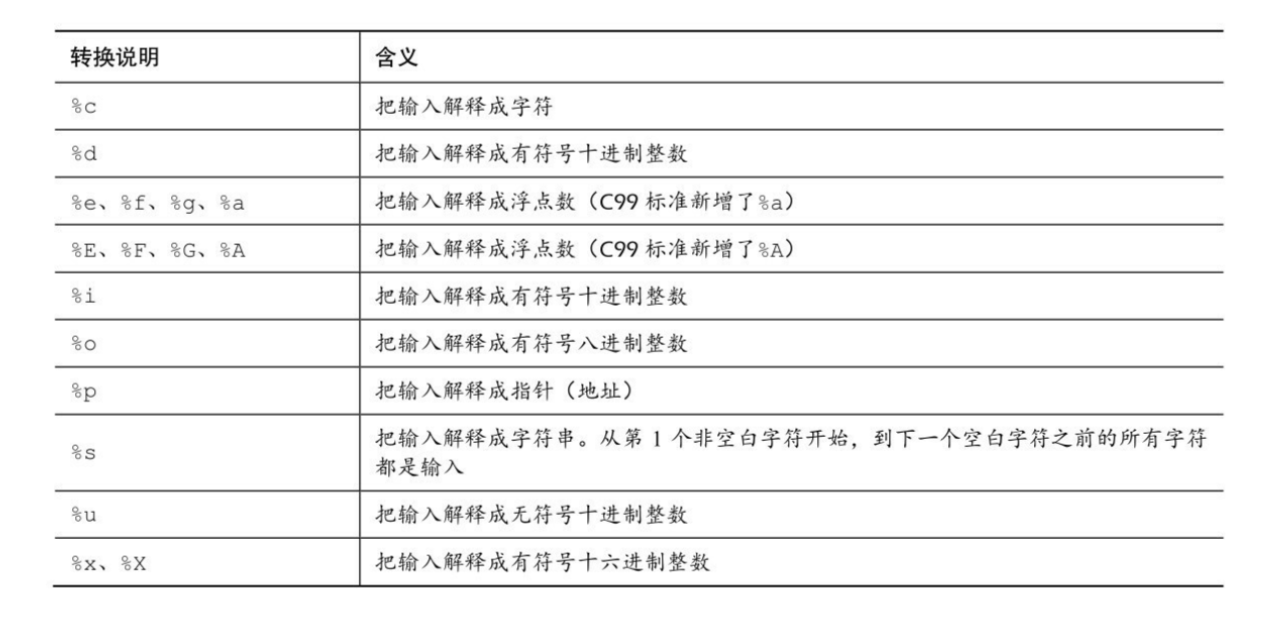 转换说明 含义
%c 把输入解释成字符
%d 把输入解释成有符号十进制整数
%e、%f、%g、%a 把输入解释成浮点数（C99 标准新增了%a）
%E、%F、%G、%A 把输入解释成浮点数（C99 标准新增了%A）
%i 把输入解释成有符号十进制整数
%o 把输入解释成有符号八进制整数
%p 把输入解释成指针（地址）
%s 把输入解释成字符串。从第 1 个非空白字符开始，到下一个空白字符之前的所有字符
都是输入
%u 把输入解释成无符号十进制整数
%x、%X 把输入解释成有符号十六进制整数